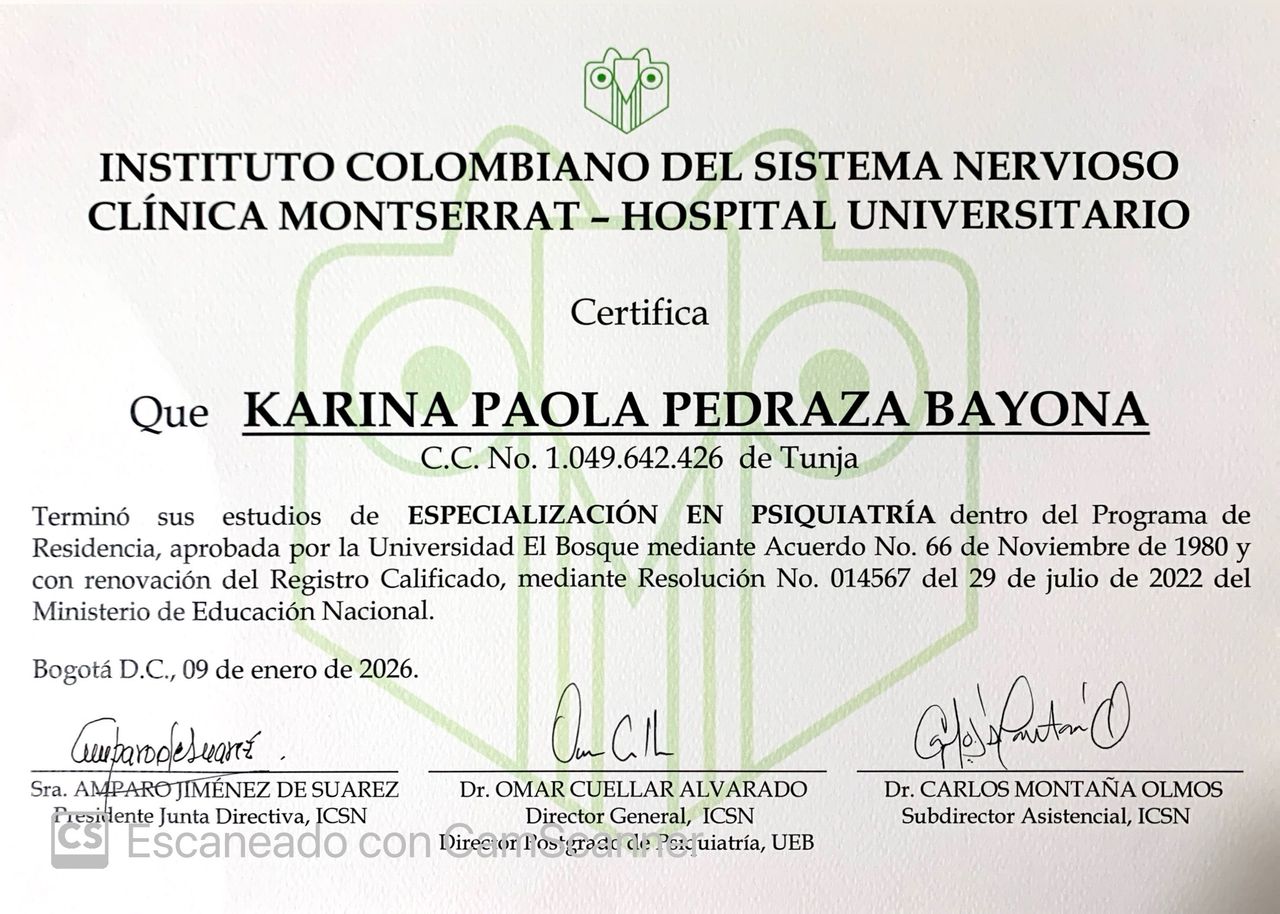 INSTITUTO COLOMBIANO DEL SISTEMA NERVIOSO
CLÍNICA MONTSERRAT – HOSPITAL UNIVERSITARIO
Certifica
Que KARINA PAOLA PEDRAZA BAYONA
C.C. No. 1.049.642.426 de Tunja
Terminó sus estudios de ESPECIALIZACIÓN EN PSIQUIATRÍA dentro del Programa de
Residencia, aprobada por la Universidad El Bosque mediante Acuerdo No. 66 de Noviembre de 1980 y
con renovación del Registro Calificado, mediante Resolución No. 014567 del 29 de julio de 2022 del
Ministerio de Educación Nacional.
Bogotá D.C., 09 de enero de 2026.
Sra. AMPARO JIMÉNEZ DE SUAREZ
Presidente Junta Directiva, ICSN
Dr. OMAR CUELLAR ALVARADO
Director General, ICSN
Director Postgrado de Psiquiatría, UEB
Dr. CARLOS MONTAÑA OLMOS
Subdirector Asistencial, ICSN
CS Escaneado con CamScanner